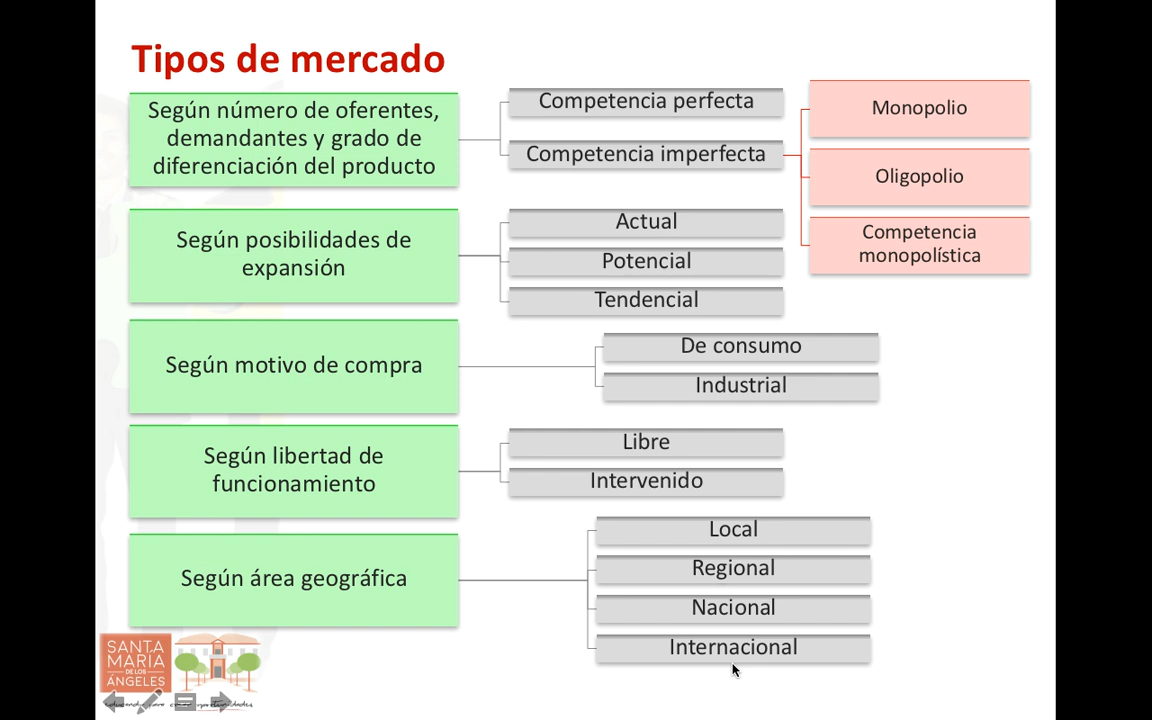 Tipos de mercado
Según número de oferentes,
demandantes y grado de
diferenciación del producto
Competencia perfecta
Competencia imperfecta
Monopolio
Oligopolio
Competencia
monopolística
Según posibilidades de
expansión
Actual
Potencial
Tendencial
Según motivo de compra
De consumo
Industrial
Según libertad de
funcionamiento
Libre
Intervenido
Según área geográfica
Local
Regional
Nacional
Internacional
SANTA
MARÍA
DE LOS
ÁNGELES